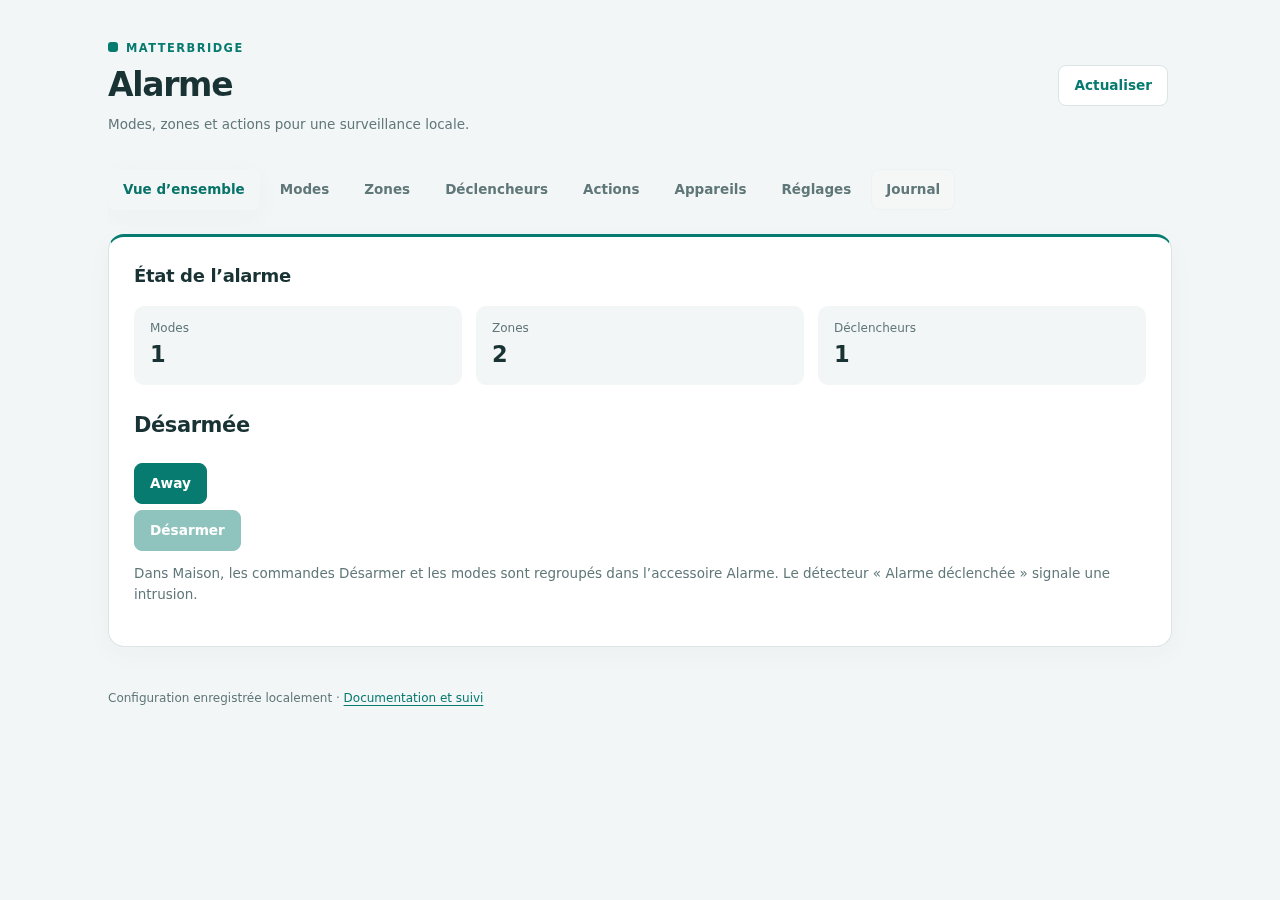 MATTERBRIDGE
Alarme
Actualiser
Modes, zones et actions pour une surveillance locale.
Vue d’ensemble
Modes
Zones
Déclencheurs
Actions
Appareils
Réglages
Journal
État de l’alarme
Modes
1
Zones
2
Déclencheurs
1
Désarmée
Away
Désarmer
Dans Maison, les commandes Désarmer et les modes sont regroupés dans l’accessoire Alarme. Le détecteur « Alarme déclenchée » signale une
intrusion.
Configuration enregistrée localement · Documentation et suivi